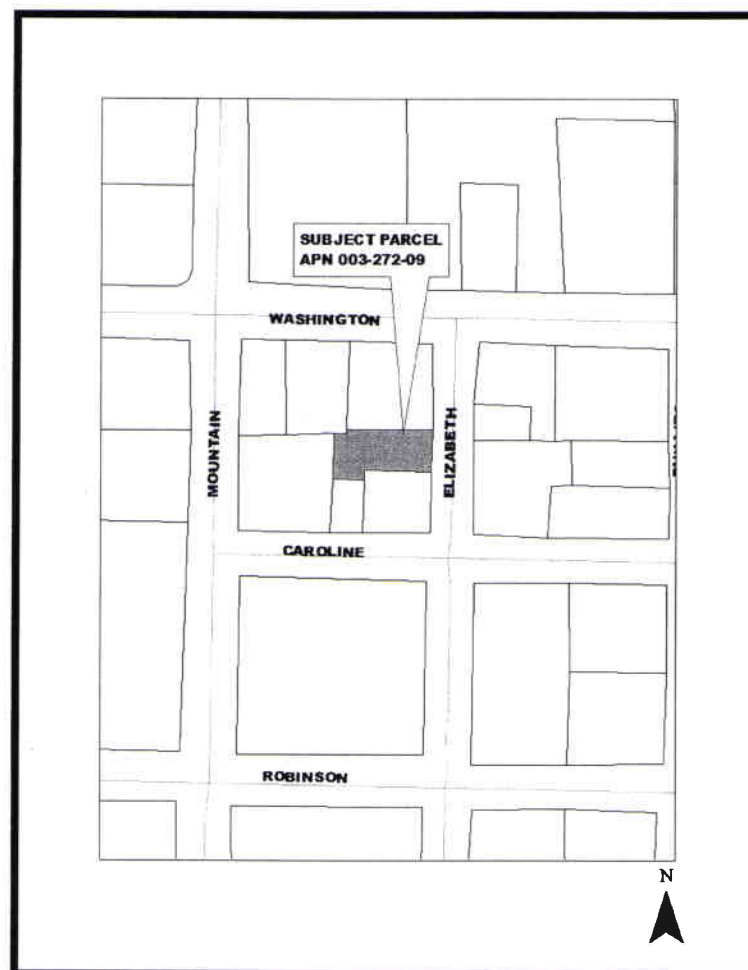 SUBJECT PARCEL
APN 003-272-09
WASHINGTON
MOUNTAIN
ELIZABETH
CAROLINE
ROBINSON
N